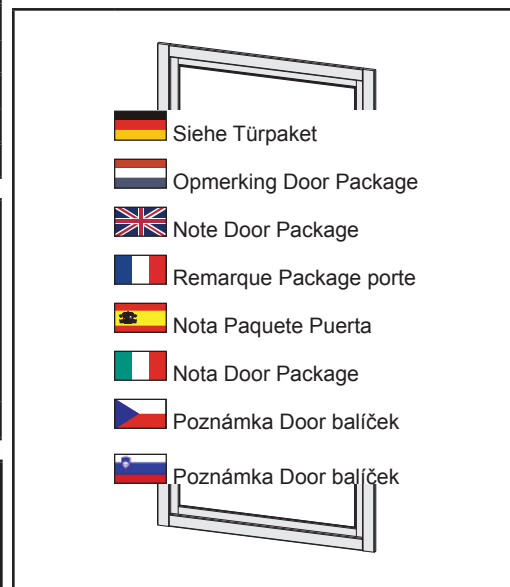 Siehe Türpaket
Opmerking Door Package
Note Door Package
Remarque Package porte
Nota Paquete Puerta
Nota Door Package
Poznámka Door balíček
Poznámka Door balíček